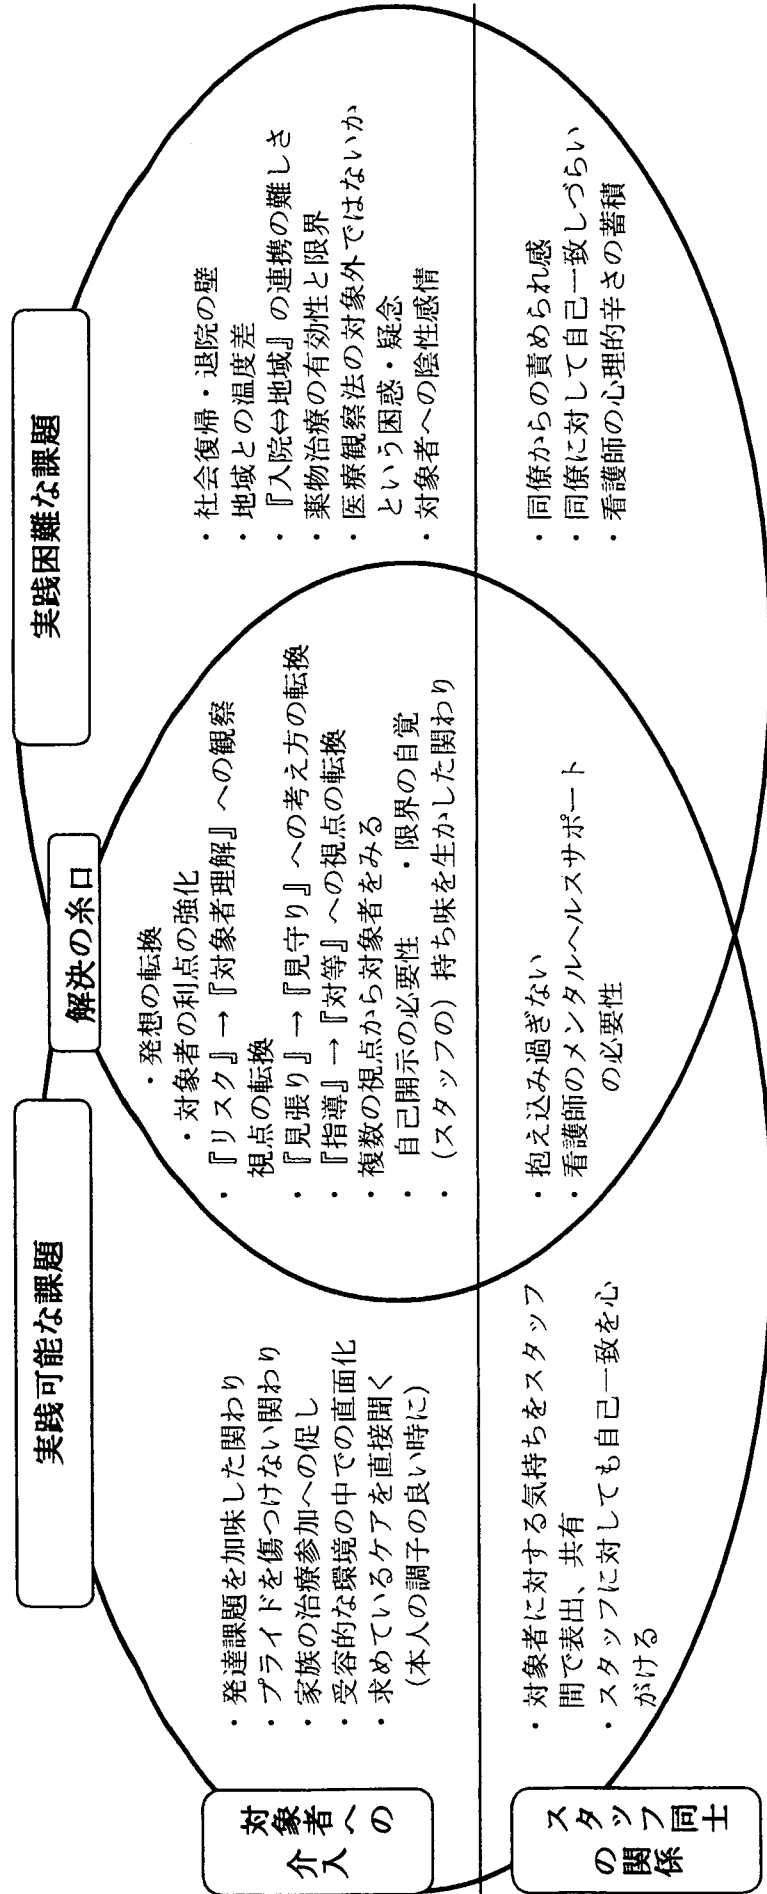 実践可能な課題
解決の糸口
実践困難な課題
対象者への
介入
・発達課題を加味した関わり
・プライドを傷つけない関わり
・家族の治療参加への促し
・受容的な環境の中での直面化
・求めているケアを直接聞く
(本人の調子の良い時に)
・発想の転換
・対象者の利点の強化
・『リスク』→『対象者理解』への観察
視点の転換
・『見張り』→『見守り』への考え方の転換
・『指導』→『対等』への視点の転換
・複数の視点から対象者をみる
・自己開示の必要性 ・限界の自覚
・(スタッフの)持ち味を生かした関わり
・社会復帰・退院の壁
・地域との温度差
・『入院⇔地域』の連携の難しさ
・薬物治療の有効性と限界
・医療観察法の対象外ではないか
という困惑・疑念
・対象者への陰性感情
スタッフ同士
の関係
・対象者に対する気持ちをスタッフ
間で表出、共有
・スタッフに対しても自己一致を心
がける
・抱え込み過ぎない
・看護師のメンタルヘルスサポート
の必要性
・同僚からの責められ感
・同僚に対して自己一致しづらい
・看護師の心理的辛さの蓄積